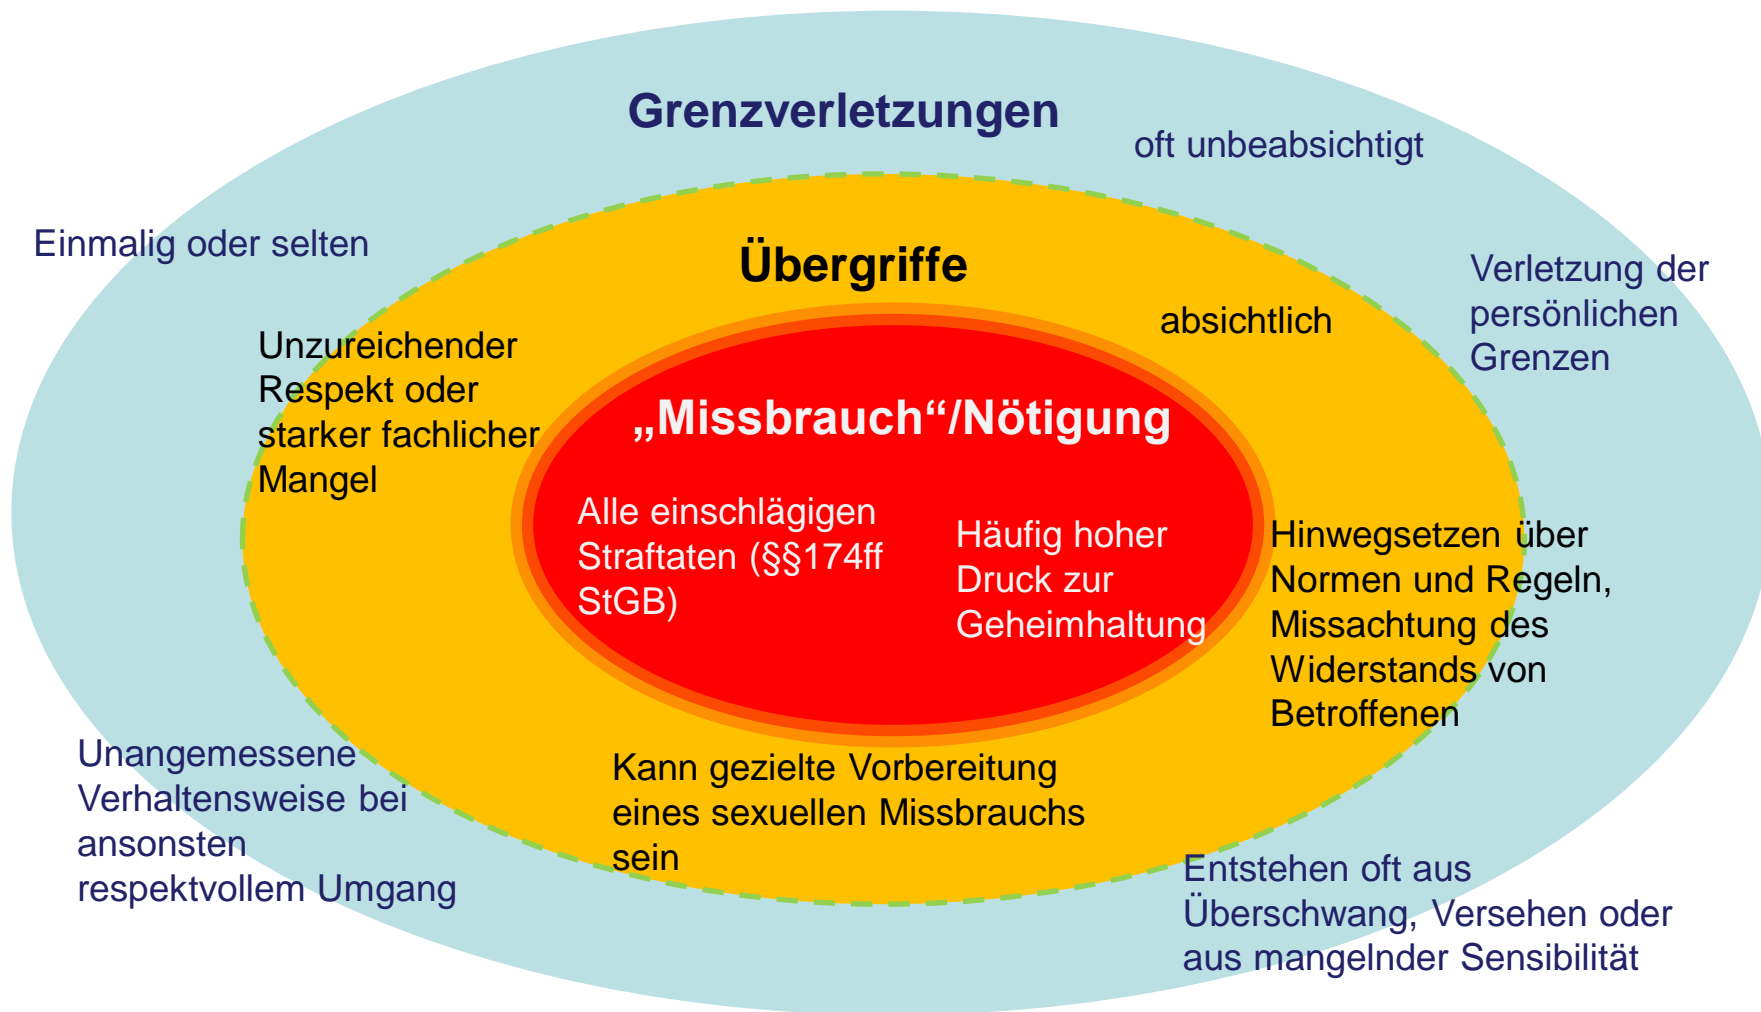 Grenzverletzungen
oft unbeabsichtigt
Einmalig oder selten
Verletzung der
persönlichen
Grenzen
Unangemessene
Verhaltensweise bei
ansonsten
respektvollem Umgang
Entstehen oft aus
Überschwang, Versehen oder
aus mangelnder Sensibilität
Übergriffe
absichtlich
Unzureichender
Respekt oder
starker fachlicher
Mangel
Hinwegsetzen über
Normen und Regeln,
Missachtung des
Widerstands von
Betroffenen
Kann gezielte Vorbereitung
eines sexuellen Missbrauchs
sein
„Missbrauch“/Nötigung
Alle einschlägigen
Straftaten (§§174ff
StGB)
Häufig hoher
Druck zur
Geheimhaltung